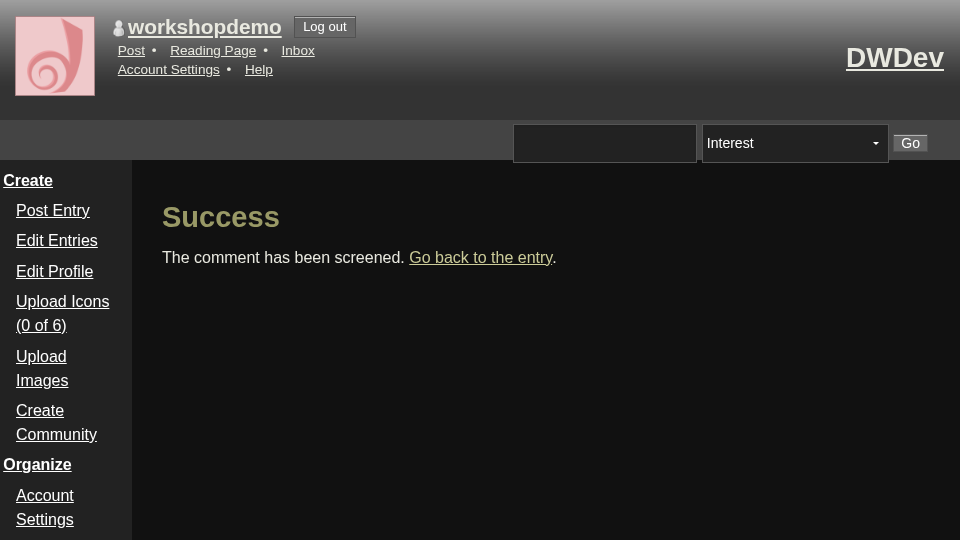 workshopdemo Log out
Post • Reading Page • Inbox
Account Settings • Help
DWDev
Interest Go
Create
Post Entry
Edit Entries
Edit Profile
Upload Icons
(0 of 6)
Upload
Images
Create
Community
Organize
Account
Settings
Success
The comment has been screened. Go back to the entry.